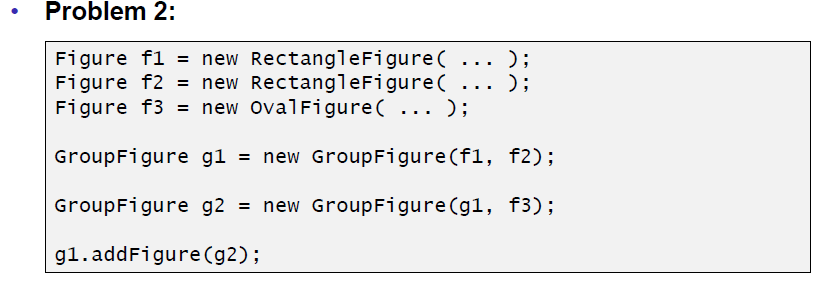 • Problem 2:
Figure f1 = new RectangleFigure( ... );
Figure f2 = new RectangleFigure( ... );
Figure f3 = new OvalFigure( ... );
GroupFigure g1 = new GroupFigure(f1, f2);
GroupFigure g2 = new GroupFigure(g1, f3);
g1.addFigure(g2);